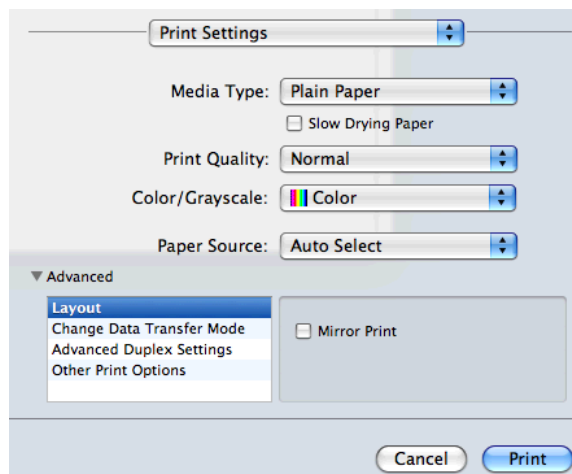 Print Settings
Media Type: Plain Paper
Slow Drying Paper
Print Quality: Normal
Color/Grayscale: Color
Paper Source: Auto Select
Advanced
Layout
Change Data Transfer Mode
Advanced Duplex Settings
Other Print Options
Mirror Print
Cancel Print